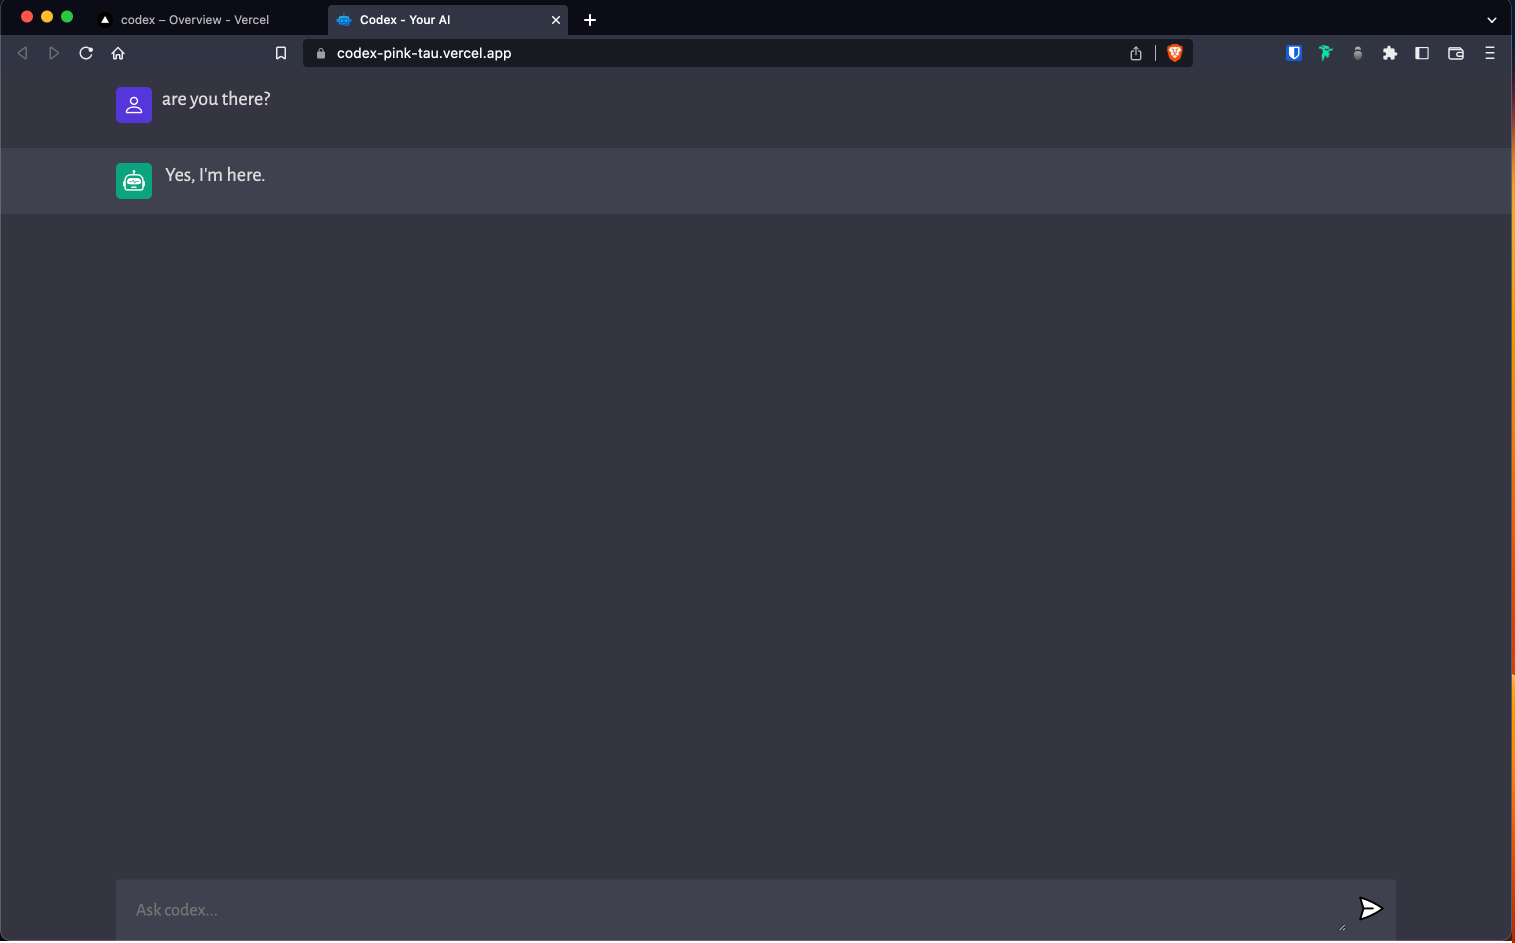 codex – Overview - Vercel
Codex - Your AI
codex-pink-tau.vercel.app
are you there?
Yes, I'm here.
Ask codex...